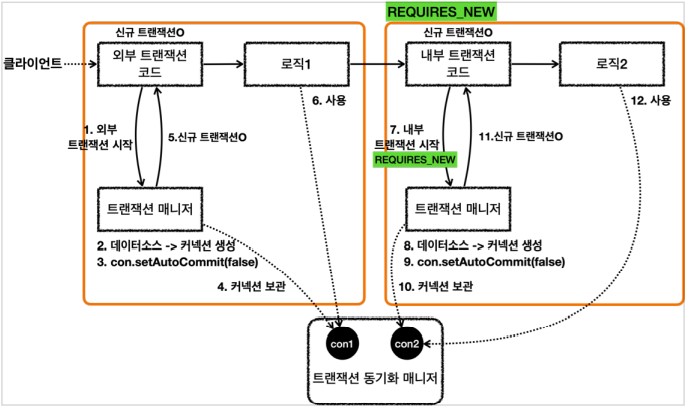 REQUIRES_NEW
신규 트랜잭션O
외부 트랜잭션
코드
로직1
신규 트랜잭션O
내부 트랜잭션
코드
로직2
클라이언트
6. 사용
12. 사용
1. 외부
트랜잭션 시작
5.신규 트랜잭션O
7. 내부
트랜잭션 시작
REQUIRES_NEW
11.신규 트랜잭션O
트랜잭션 매니저
트랜잭션 매니저
2. 데이터소스 -> 커넥션 생성
3. con.setAutoCommit(false)
8. 데이터소스 -> 커넥션 생성
9. con.setAutoCommit(false)
4. 커넥션 보관
10. 커넥션 보관
con1
con2
트랜잭션 동기화 매니저